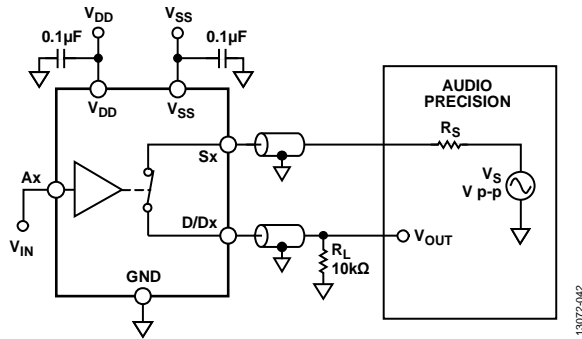 VDD
VSS
0.1µF
0.1µF
VDD
VSS
AUDIO
PRECISION
RS
Sx
VS
V p-p
Ax
D/Dx
VOUT
VIN
RL
10kΩ
GND
13072-042